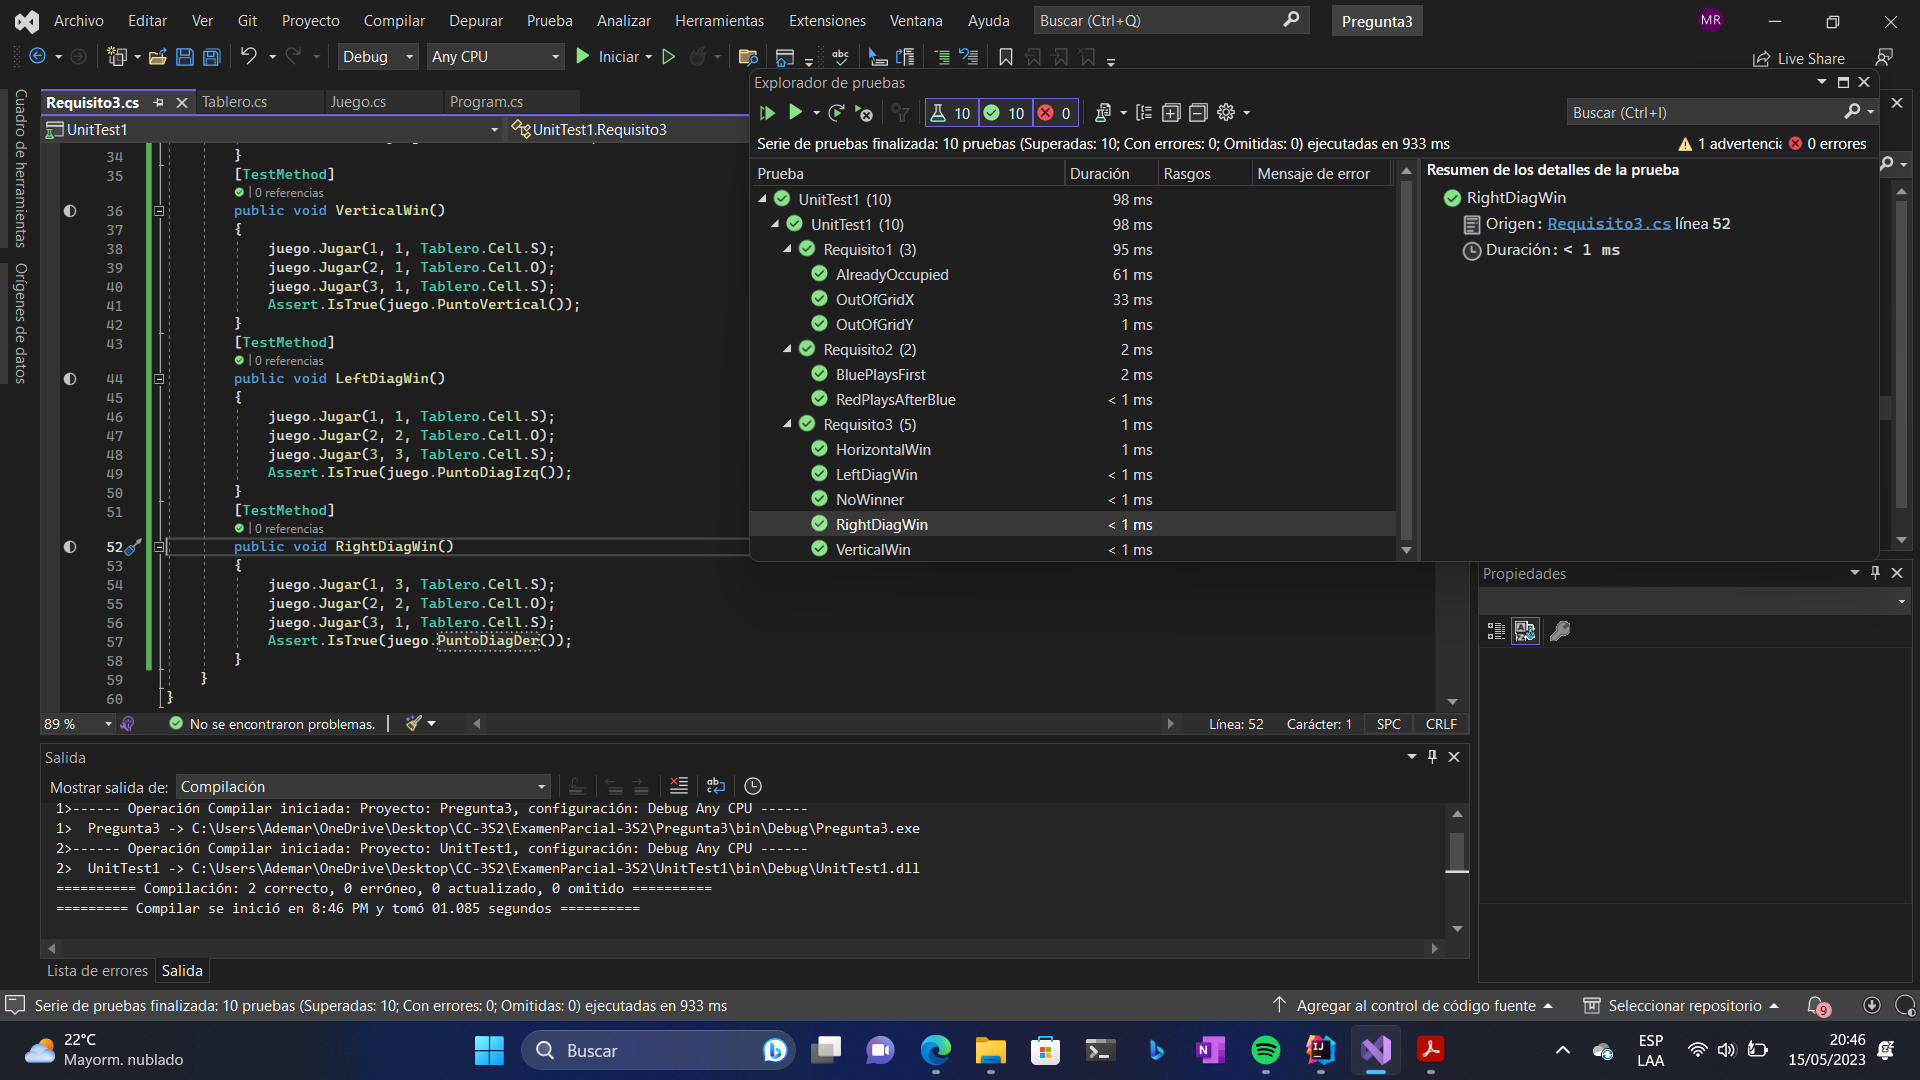 Archivo Editar Ver Git Proyecto Compilar Depurar Prueba Analizar Herramientas Extensiones Ventana Ayuda Buscar (Ctrl+Q) Pregunta3 MR
Debug Any CPU Iniciar Live Share
Cuadro de herramientas
Orígenes de datos
Requisito3.cs Tablero.cs Juego.cs Program.cs
UnitTest1 UnitTest1.Requisito3
34 }
35 [TestMethod]
0 referencias
36 public void VerticalWin()
37 {
38 juego.Jugar(1, 1, Tablero.Cell.S);
39 juego.Jugar(2, 1, Tablero.Cell.O);
40 juego.Jugar(3, 1, Tablero.Cell.S);
41 Assert.IsTrue(juego.PuntoVertical());
42 }
43 [TestMethod]
0 referencias
44 public void LeftDiagWin()
45 {
46 juego.Jugar(1, 1, Tablero.Cell.S);
47 juego.Jugar(2, 2, Tablero.Cell.O);
48 juego.Jugar(3, 3, Tablero.Cell.S);
49 Assert.IsTrue(juego.PuntoDiagIzq());
50 }
51 [TestMethod]
0 referencias
52 public void RightDiagWin()
53 {
54 juego.Jugar(1, 3, Tablero.Cell.S);
55 juego.Jugar(2, 2, Tablero.Cell.O);
56 juego.Jugar(3, 1, Tablero.Cell.S);
57 Assert.IsTrue(juego.PuntoDiagDer());
58 }
59 }
60 }
89 % No se encontraron problemas. Línea: 52 Carácter: 1 SPC CRLF
Explorador de pruebas
10 10 0 Buscar (Ctrl+I)
Serie de pruebas finalizada: 10 pruebas (Superadas: 10; Con errores: 0; Omitidas: 0) ejecutadas en 933 ms 1 advertencia 0 errores
Prueba Duración Rasgos Mensaje de error
UnitTest1 (10) 98 ms
UnitTest1 (10) 98 ms
Requisito1 (3) 95 ms
AlreadyOccupied 61 ms
OutOfGridX 33 ms
OutOfGridY 1 ms
Requisito2 (2) 2 ms
BluePlaysFirst 2 ms
RedPlaysAfterBlue < 1 ms
Requisito3 (5) 1 ms
HorizontalWin 1 ms
LeftDiagWin < 1 ms
NoWinner < 1 ms
RightDiagWin < 1 ms
VerticalWin < 1 ms
Resumen de los detalles de la prueba
RightDiagWin
Origen: Requisito3.cs línea 52
Duración: < 1 ms
Propiedades
Salida
Mostrar salida de: Compilación
1>------ Operación Compilar iniciada: Proyecto: Pregunta3, configuración: Debug Any CPU ------
1> Pregunta3 -> C:\Users\Ademar\OneDrive\Desktop\CC-3S2\ExamenParcial-3S2\Pregunta3\bin\Debug\Pregunta3.exe
2>------ Operación Compilar iniciada: Proyecto: UnitTest1, configuración: Debug Any CPU ------
2> UnitTest1 -> C:\Users\Ademar\OneDrive\Desktop\CC-3S2\ExamenParcial-3S2\UnitTest1\bin\Debug\UnitTest1.dll
========== Compilación: 2 correcto, 0 erróneo, 0 actualizado, 0 omitido ==========
========= Compilar se inició en 8:46 PM y tomó 01.085 segundos ==========
Lista de errores Salida
Serie de pruebas finalizada: 10 pruebas (Superadas: 10; Con errores: 0; Omitidas: 0) ejecutadas en 933 ms Agregar al control de código fuente Seleccionar repositorio 9
22°C
Mayorm. nublado
Buscar
ESP
LAA
20:46
15/05/2023